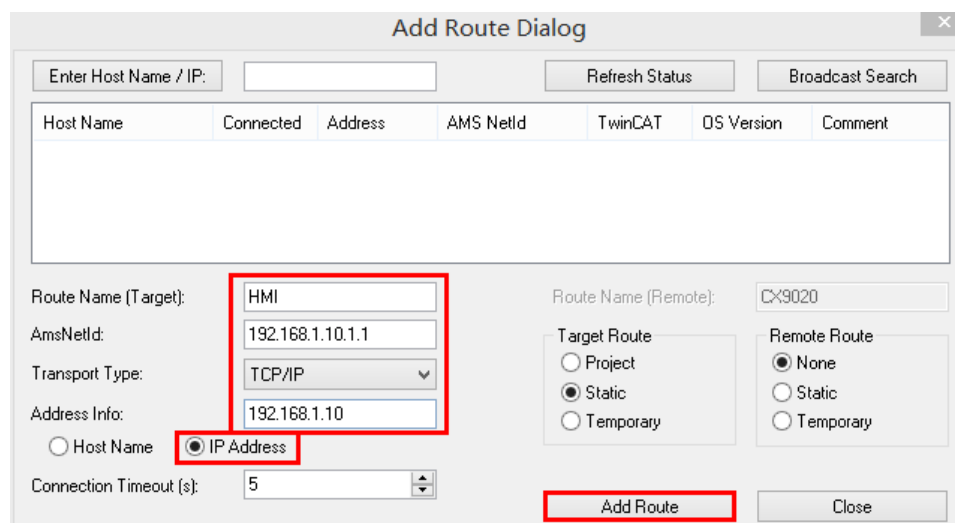 Add Route Dialog
Enter Host Name / IP: Refresh Status Broadcast Search
Host Name Connected Address AMS NetId TwinCAT OS Version Comment
Route Name (Target): HMI Route Name (Remote): CX9020
AmsNetId: 192.168.1.10.1.1 Target Route Remote Route
Transport Type: TCP/IP Project None
Address Info: 192.168.1.10 Static Static
Host Name IP Address Temporary Temporary
Connection Timeout (s): 5
Add Route Close